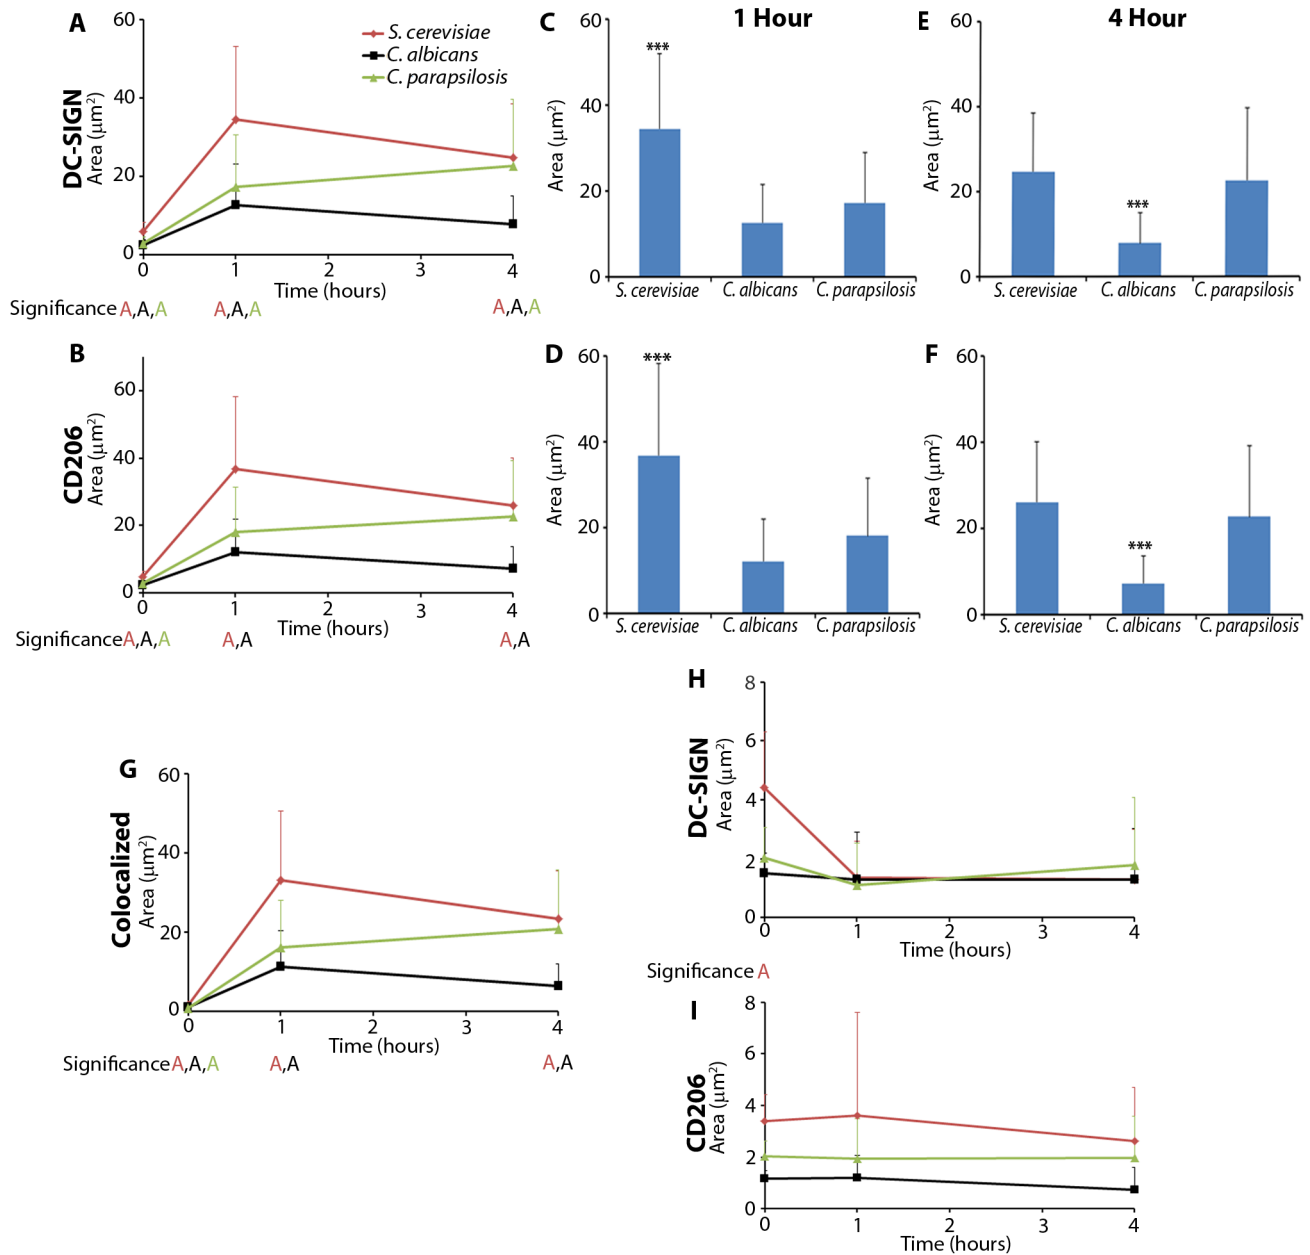 A
DC-SIGN
Area (μm²)
60
40
20
0
0 1 2 3 4
Time (hours)
S. cerevisiae
C. albicans
C. parapsilosis
Significance A,A,A A,A,A A,A,A
C
1 Hour
Area (μm²)
60
40
20
0
***
S. cerevisiae C. albicans C. parapsilosis
E
4 Hour
Area (μm²)
60
40
20
0
***
S. cerevisiae C. albicans C. parapsilosis
B
CD206
Area (μm²)
60
40
20
0
0 1 2 3 4
Time (hours)
Significance A,A,A A,A A,A
D
Area (μm²)
60
40
20
0
***
S. cerevisiae C. albicans C. parapsilosis
F
Area (μm²)
60
40
20
0
***
S. cerevisiae C. albicans C. parapsilosis
G
Colocalized
Area (μm²)
60
40
20
0
0 1 2 3 4
Time (hours)
Significance A,A,A A,A A,A
H
DC-SIGN
Area (μm²)
8
6
4
2
0
0 1 2 3 4
Time (hours)
Significance A
I
CD206
Area (μm²)
8
6
4
2
0
0 1 2 3 4
Time (hours)